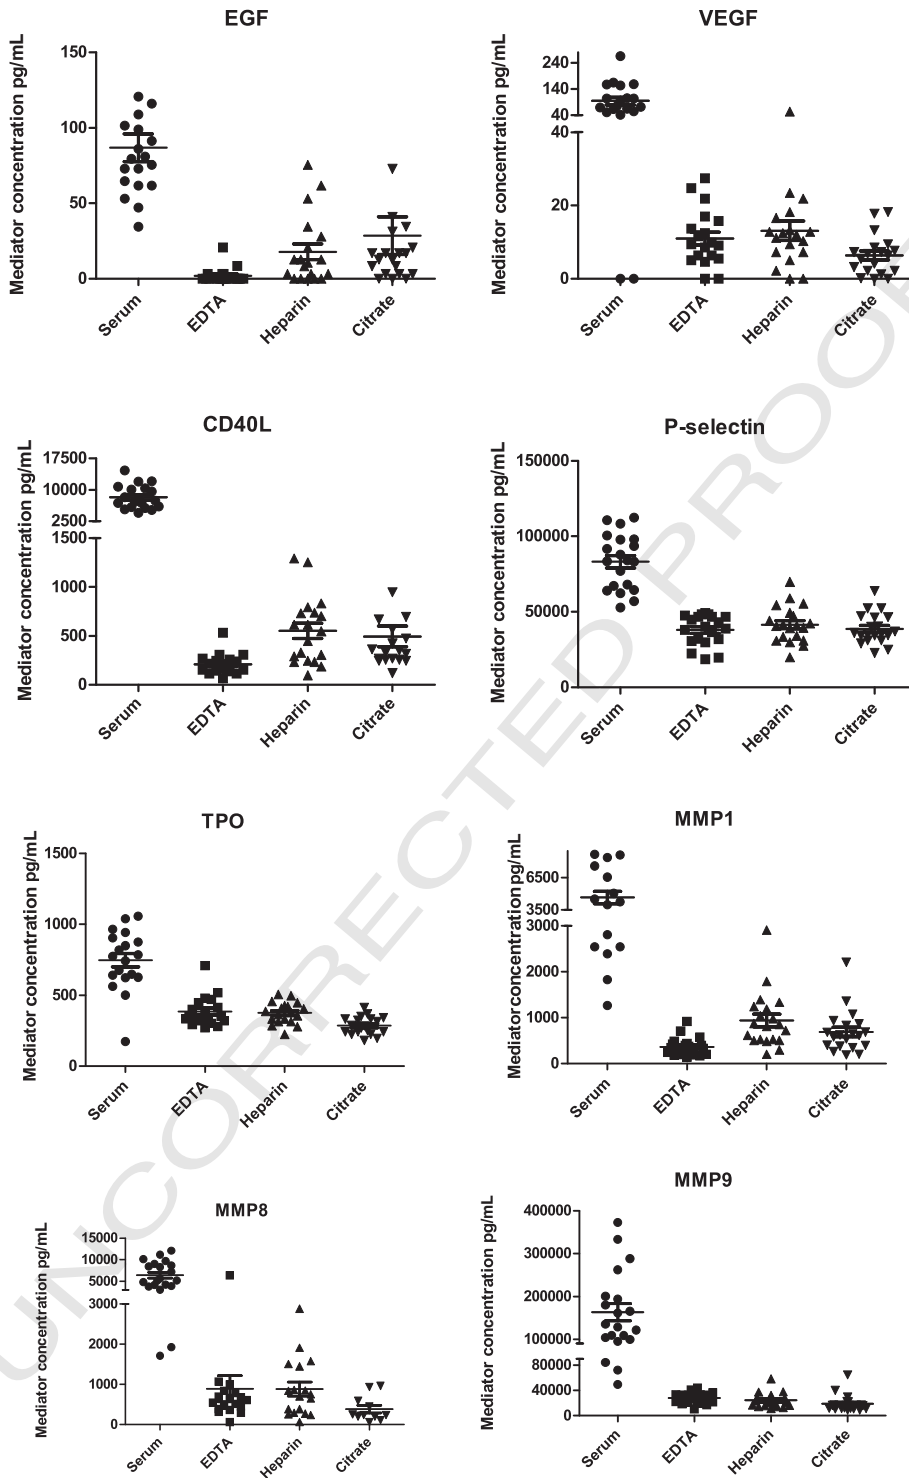 EGF
Mediator concentration pg/mL
150
100
50
0
Serum
EDTA
Heparin
Citrate
VEGF
Mediator concentration pg/mL
240
140
40
40
20
0
Serum
EDTA
Heparin
Citrate
CD40L
Mediator concentration pg/mL
17500
10000
2500
1500
1000
500
0
Serum
EDTA
Heparin
Citrate
P-selectin
Mediator concentration pg/mL
150000
100000
50000
0
Serum
EDTA
Heparin
Citrate
TPO
Mediator concentration pg/mL
1500
1000
500
0
Serum
EDTA
Heparin
Citrate
MMP1
Mediator concentration pg/mL
6500
3500
3000
2000
1000
0
Serum
EDTA
Heparin
Citrate
MMP8
Mediator concentration pg/mL
15000
10000
5000
3000
2000
1000
0
Serum
EDTA
Heparin
Citrate
MMP9
Mediator concentration pg/mL
400000
300000
200000
100000
80000
40000
0
Serum
EDTA
Heparin
Citrate
UNCORRECTED PROOF